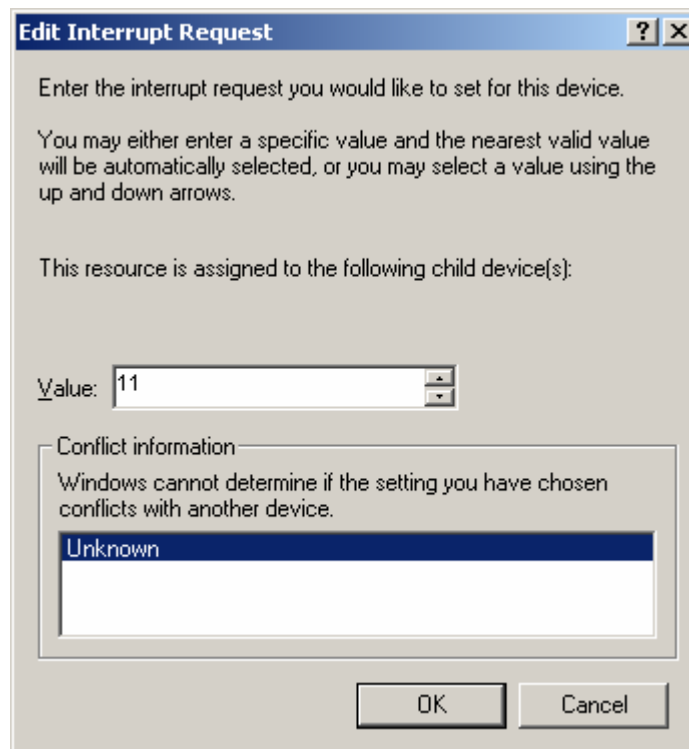 Edit Interrupt Request
Enter the interrupt request you would like to set for this device.
You may either enter a specific value and the nearest valid value
will be automatically selected, or you may select a value using the
up and down arrows.
This resource is assigned to the following child device(s):
Value: 11
Conflict information
Windows cannot determine if the setting you have chosen
conflicts with another device.
Unknown
OK Cancel